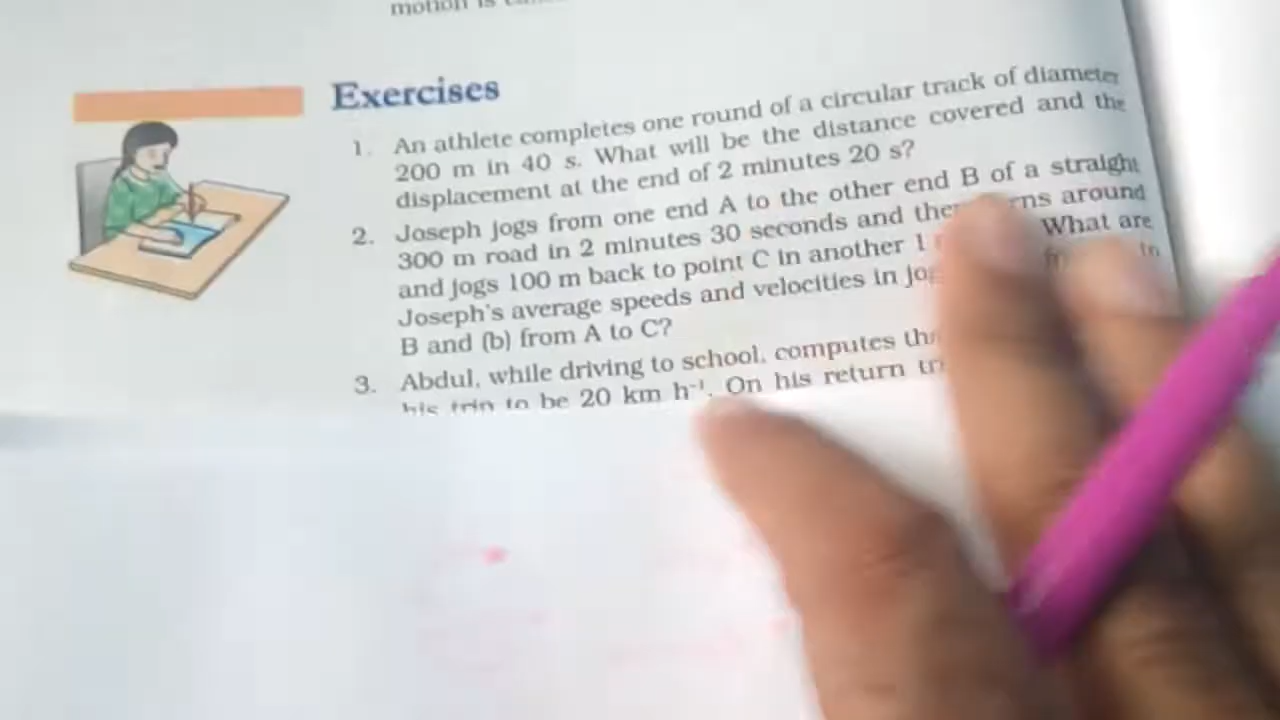 motion is
Exercises
1. An athlete completes one round of a circular track of diameter
200 m in 40 s. What will be the distance covered and the
displacement at the end of 2 minutes 20 s?
2. Joseph jogs from one end A to the other end B of a straight
300 m road in 2 minutes 30 seconds and then around
and jogs 100 m back to point C in another 1 What are
Joseph's average speeds and velocities in in
B and (b) from A to C?
3. Abdul, while driving to school, computes
his trip to be 20 km h⁻¹. On his return